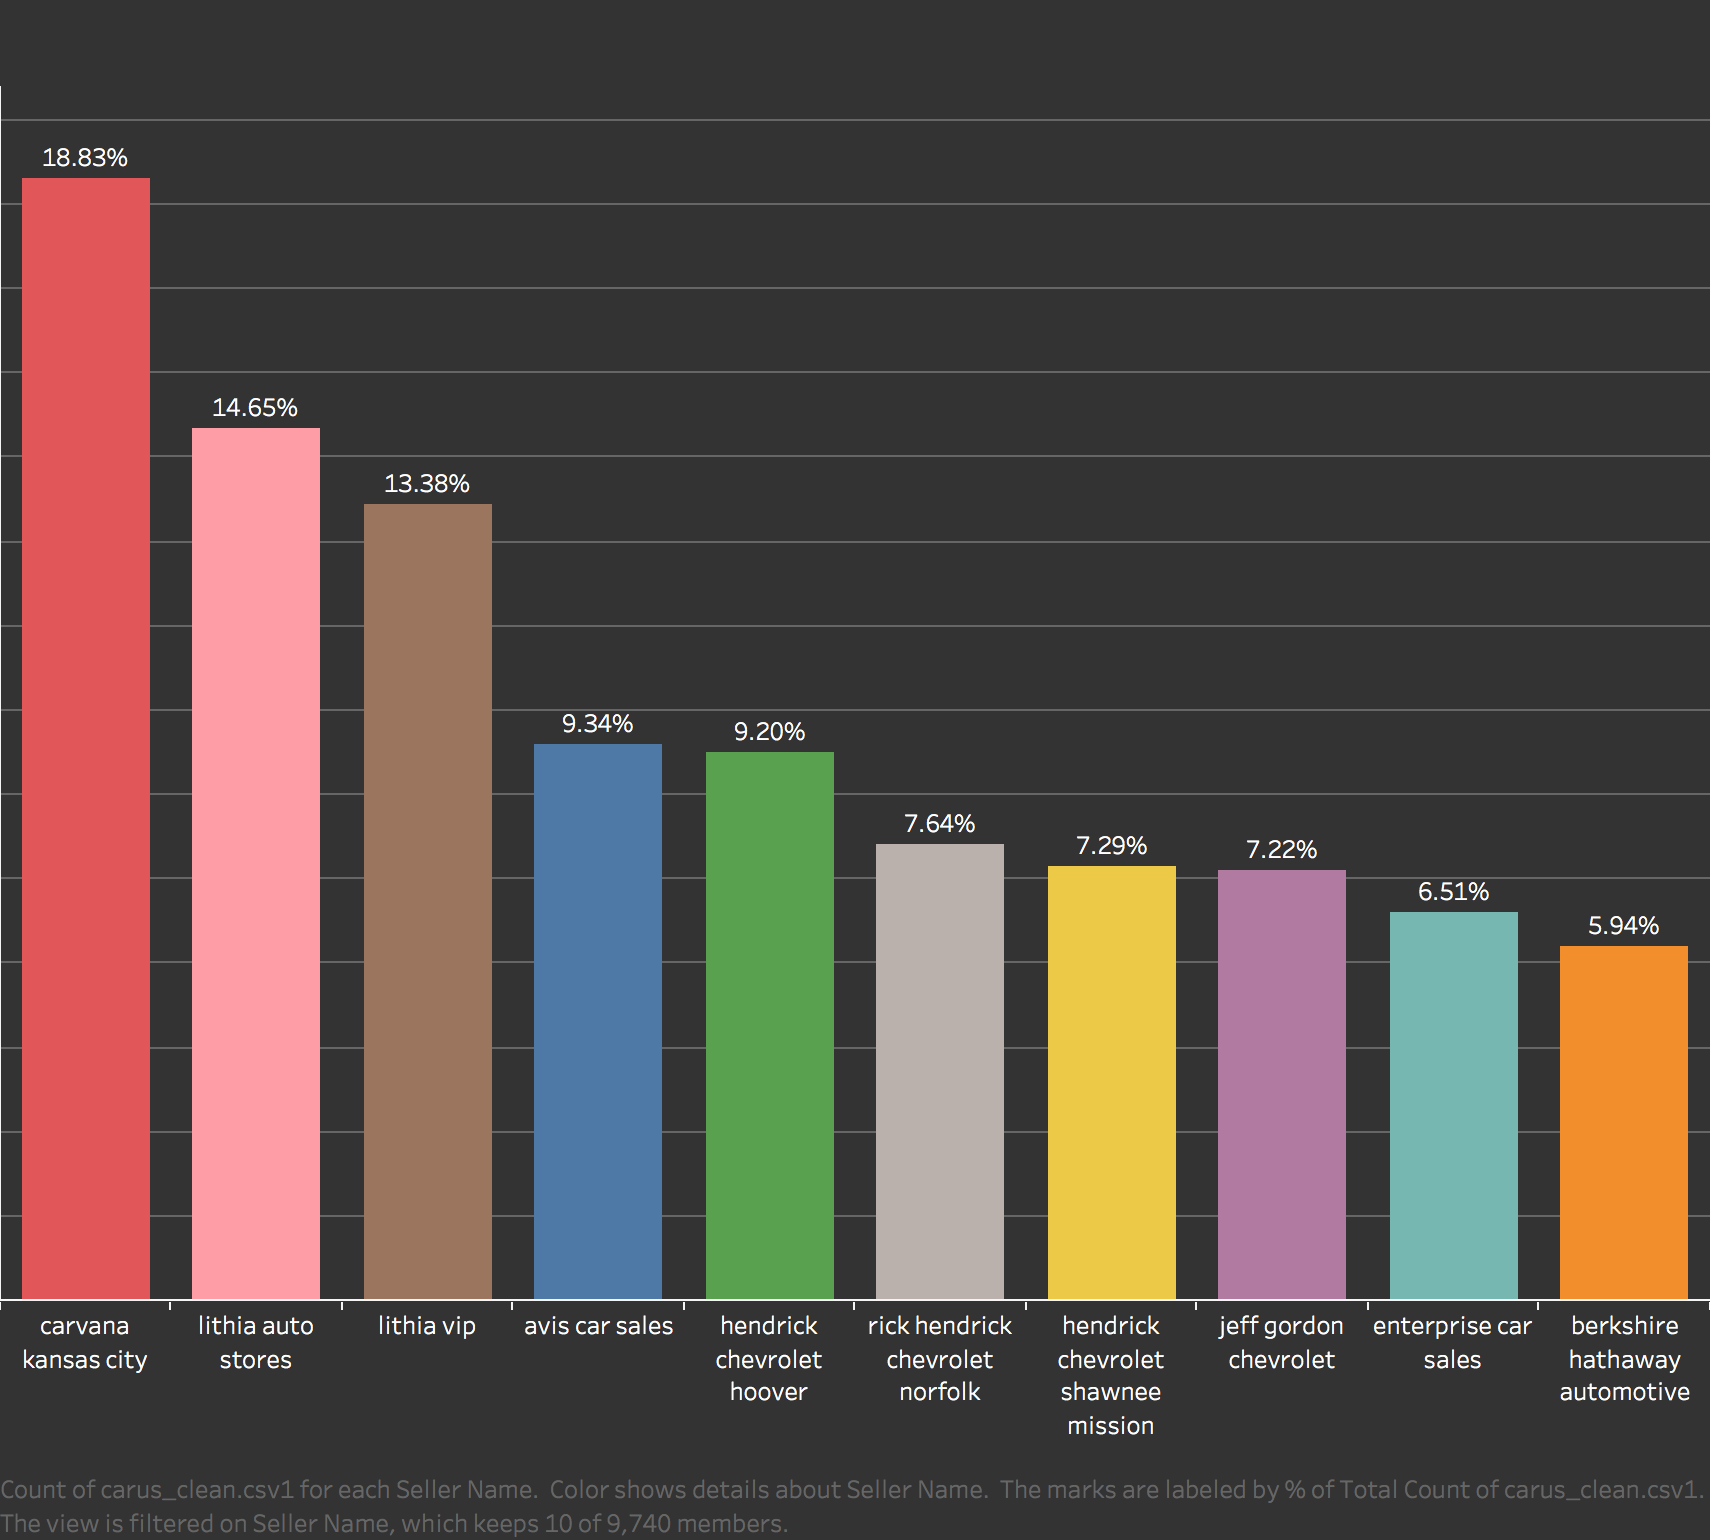 18.83%
14.65%
13.38%
9.34%
9.20%
7.64%
7.29%
7.22%
6.51%
5.94%
carvana
kansas city
lithia auto
stores
lithia vip
avis car sales
hendrick
chevrolet
hoover
rick hendrick
chevrolet
norfolk
hendrick
chevrolet
shawnee
mission
jeff gordon
chevrolet
enterprise car
sales
berkshire
hathaway
automotive
Count of carus_clean.csv1 for each Seller Name.  Color shows details about Seller Name.  The marks are labeled by % of Total Count of carus_clean.csv1.
The view is filtered on Seller Name, which keeps 10 of 9,740 members.